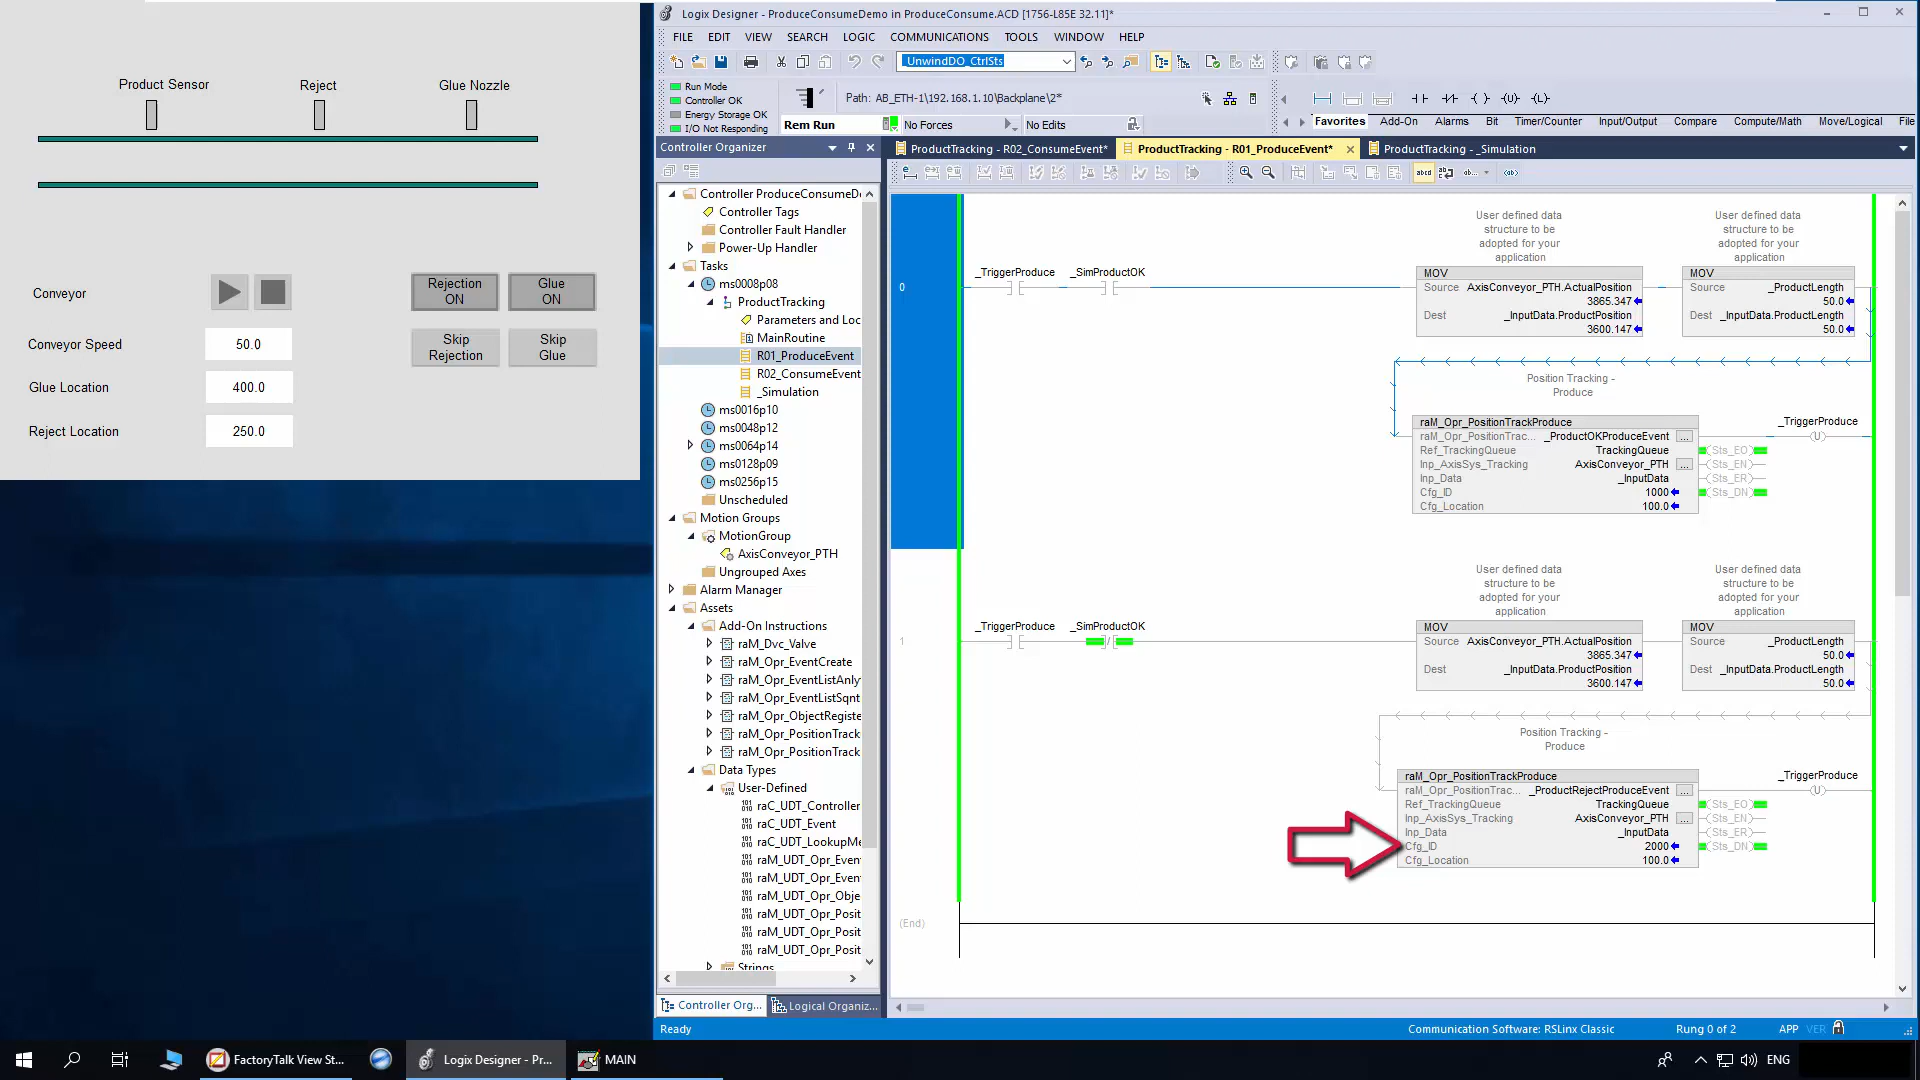 Product Sensor
Reject
Glue Nozzle
Conveyor
Rejection ON
Glue ON
Conveyor Speed
50.0
Skip Rejection
Skip Glue
Glue Location
400.0
Reject Location
250.0
Logix Designer - ProduceConsumeDemo in ProduceConsume.ACD [1756-L85E 32.11]*
FILE EDIT VIEW SEARCH LOGIC COMMUNICATIONS TOOLS WINDOW HELP
UnwindDO_CtrlSts
Run Mode
Controller OK
Energy Storage OK
I/O Not Responding
Path: AB_ETH-1\192.168.1.10\Backplane\2*
Rem Run
No Forces
No Edits
Favorites Add-On Alarms Bit Timer/Counter Input/Output Compare Compute/Math Move/Logical File
Controller Organizer
ProductTracking - R02_ConsumeEvent*
ProductTracking - R01_ProduceEvent*
ProductTracking - _Simulation
Controller ProduceConsumeDe
Controller Tags
Controller Fault Handler
Power-Up Handler
Tasks
ms0008p08
ProductTracking
Parameters and Loc
MainRoutine
R01_ProduceEvent
R02_ConsumeEvent
_Simulation
ms0016p10
ms0048p12
ms0064p14
ms0128p09
ms0256p15
Unscheduled
Motion Groups
MotionGroup
AxisConveyor_PTH
Ungrouped Axes
Alarm Manager
Assets
Add-On Instructions
raM_Dvc_Valve
raM_Opr_EventCreate
raM_Opr_EventListAnly
raM_Opr_EventListSqnt
raM_Opr_ObjectRegiste
raM_Opr_PositionTrack
raM_Opr_PositionTrack
Data Types
User-Defined
raC_UDT_Controller
raC_UDT_Event
raC_UDT_LookupMe
raM_UDT_Opr_Even
raM_UDT_Opr_Even
raM_UDT_Opr_Obje
raM_UDT_Opr_Posit
raM_UDT_Opr_Posit
raM_UDT_Opr_Posit
Strings
Controller Org...
Logical Organiz...
0
_TriggerProduce
_SimProductOK
User defined data
structure to be
adopted for your
application
MOV
Source AxisConveyor_PTH.ActualPosition
3865.347
Dest _InputData.ProductPosition
3600.147
User defined data
structure to be
adopted for your
application
MOV
Source _ProductLength
50.0
Dest _InputData.ProductLength
50.0
Position Tracking -
Produce
raM_Opr_PositionTrackProduce
raM_Opr_PositionTrac... _ProductOKProduceEvent ...
Ref_TrackingQueue TrackingQueue
Inp_AxisSys_Tracking AxisConveyor_PTH ...
Inp_Data _InputData
Cfg_ID 1000
Cfg_Location 100.0
(Sts_EO)
(Sts_EN)
(Sts_ER)
(Sts_DN)
_TriggerProduce
U
1
_TriggerProduce
_SimProductOK
User defined data
structure to be
adopted for your
application
MOV
Source AxisConveyor_PTH.ActualPosition
3865.347
Dest _InputData.ProductPosition
3600.147
User defined data
structure to be
adopted for your
application
MOV
Source _ProductLength
50.0
Dest _InputData.ProductLength
50.0
Position Tracking -
Produce
raM_Opr_PositionTrackProduce
raM_Opr_PositionTrac... _ProductRejectProduceEvent ...
Ref_TrackingQueue TrackingQueue
Inp_AxisSys_Tracking AxisConveyor_PTH ...
Inp_Data _InputData
Cfg_ID 2000
Cfg_Location 100.0
(Sts_EO)
(Sts_EN)
(Sts_ER)
(Sts_DN)
_TriggerProduce
U
(End)
Ready
Communication Software: RSLinx Classic
Rung 0 of 2
APP VER
FactoryTalk View St...
Logix Designer - Pr...
MAIN
ENG